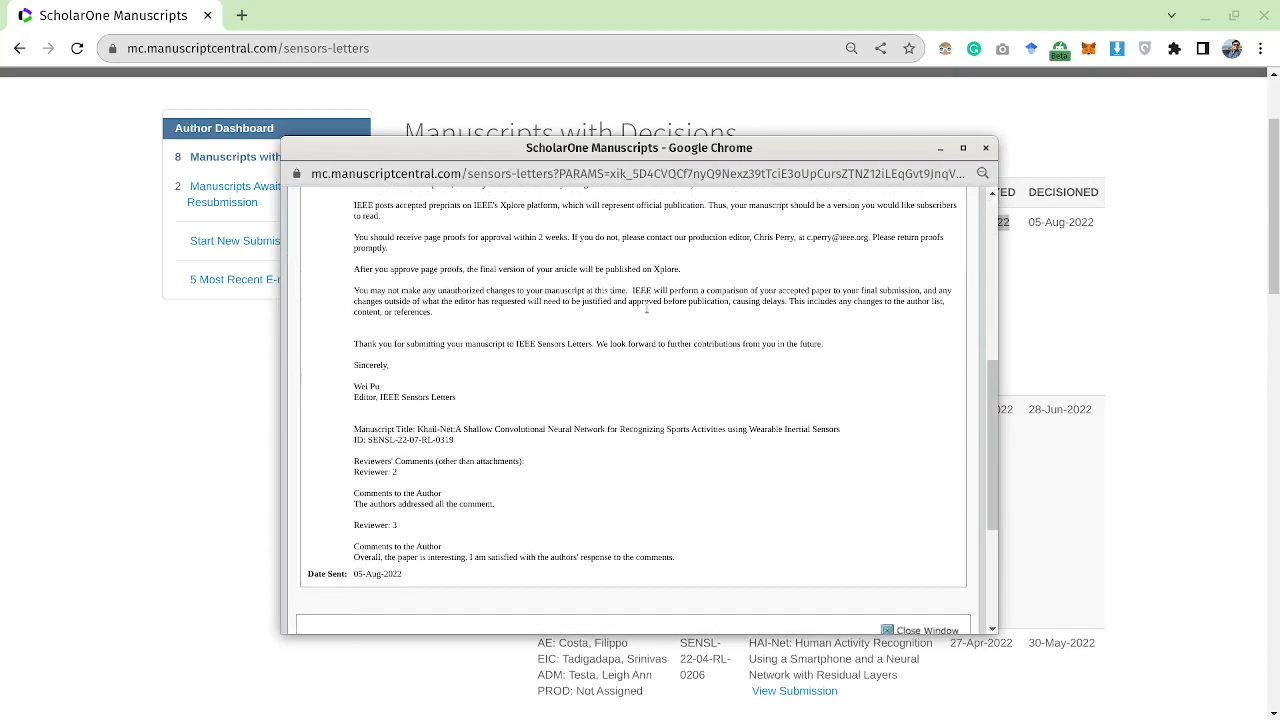 ScholarOne Manuscripts
mc.manuscriptcentral.com/sensors-letters
Beta
Author Dashboard
8 Manuscripts with
2 Manuscripts Await
Resubmission
Start New Submis
5 Most Recent E-
Manuscripts with Decisions
DECISIONED
05-Aug-2022
28-Jun-2022
ScholarOne Manuscripts - Google Chrome
mc.manuscriptcentral.com/sensors-letters?PARAMS=xik_5D4CVQCf7nyQ9Nexz39tTciE3oUpCursZTNZ12iLEqGvt9JnqV...
IEEE posts accepted preprints on IEEE's Xplore platform, which will represent official publication. Thus, your manuscript should be a version you would like subscribers
to read.
You should receive page proofs for approval within 2 weeks. If you do not, please contact our production editor, Chris Perry, at c.perry@ieee.org. Please return proofs
promptly.
After you approve page proofs, the final version of your article will be published on Xplore.
You may not make any unauthorized changes to your manuscript at this time. IEEE will perform a comparison of your accepted paper to your final submission, and any
changes outside of what the editor has requested will need to be justified and approved before publication, causing delays. This includes any changes to the author list,
content, or references.
Thank you for submitting your manuscript to IEEE Sensors Letters. We look forward to further contributions from you in the future.
Sincerely,
Wei Pu
Editor, IEEE Sensors Letters
Manuscript Title: Khail-Net:A Shallow Convolutional Neural Network for Recognizing Sports Activities using Wearable Inertial Sensors
ID: SENSL-22-07-RL-0319
Reviewers' Comments (other than attachments):
Reviewer: 2
Comments to the Author
The authors addressed all the comment.
Reviewer: 3
Comments to the Author
Overall, the paper is interesting. I am satisfied with the authors' response to the comments.
Date Sent: 05-Aug-2022
Close Window
AE: Costa, Filippo
EIC: Tadigadapa, Srinivas
ADM: Testa, Leigh Ann
PROD: Not Assigned
SENSL-
22-04-RL-
0206
HAI-Net: Human Activity Recognition
Using a Smartphone and a Neural
Network with Residual Layers
View Submission
27-Apr-2022
30-May-2022